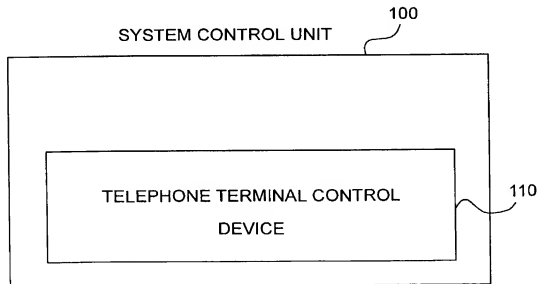 100
SYSTEM CONTROL UNIT
TELEPHONE TERMINAL CONTROL
DEVICE
110